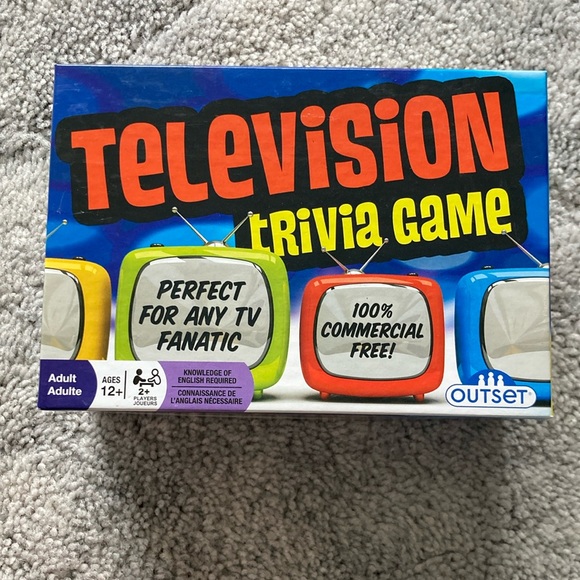 TELEVISION
TRIVIA GAME
PERFECT
FOR ANY TV
FANATIC
100%
COMMERCIAL
FREE!
Adult
Adulte
AGES
12+
2+
PLAYERS
JOUEURS
KNOWLEDGE OF
ENGLISH REQUIRED
CONNAISSANCE DE
L'ANGLAIS NÉCESSAIRE
OUTSET